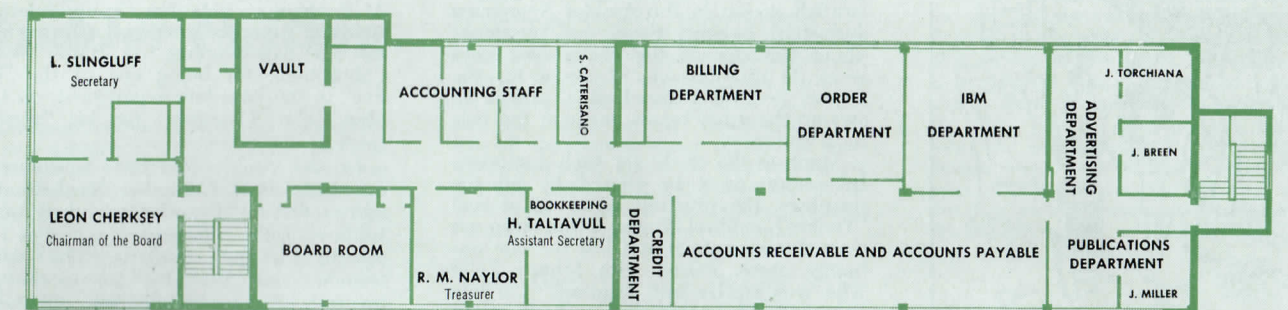 L. SLINGLUFF
Secretary
VAULT
ACCOUNTING STAFF
S. CATERISANO
BILLING
DEPARTMENT
ORDER
DEPARTMENT
IBM
DEPARTMENT
ADVERTISING
DEPARTMENT
J. TORCHIANA
J. BREEN
LEON CHERKSEY
Chairman of the Board
BOARD ROOM
R. M. NAYLOR
Treasurer
BOOKKEEPING
H. TALTAVULL
Assistant Secretary
CREDIT
DEPARTMENT
ACCOUNTS RECEIVABLE AND ACCOUNTS PAYABLE
PUBLICATIONS
DEPARTMENT
J. MILLER